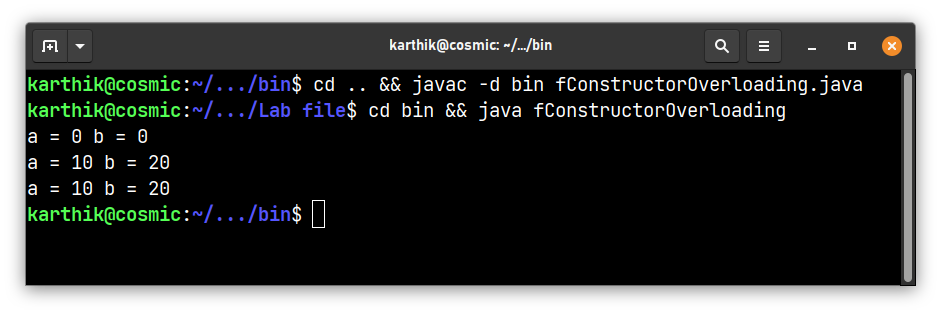 karthik@cosmic: ~/.../bin
karthik@cosmic:~/.../bin$ cd .. && javac -d bin fConstructorOverloading.java
karthik@cosmic:~/.../Lab file$ cd bin && java fConstructorOverloading
a = 0 b = 0
a = 10 b = 20
a = 10 b = 20
karthik@cosmic:~/.../bin$